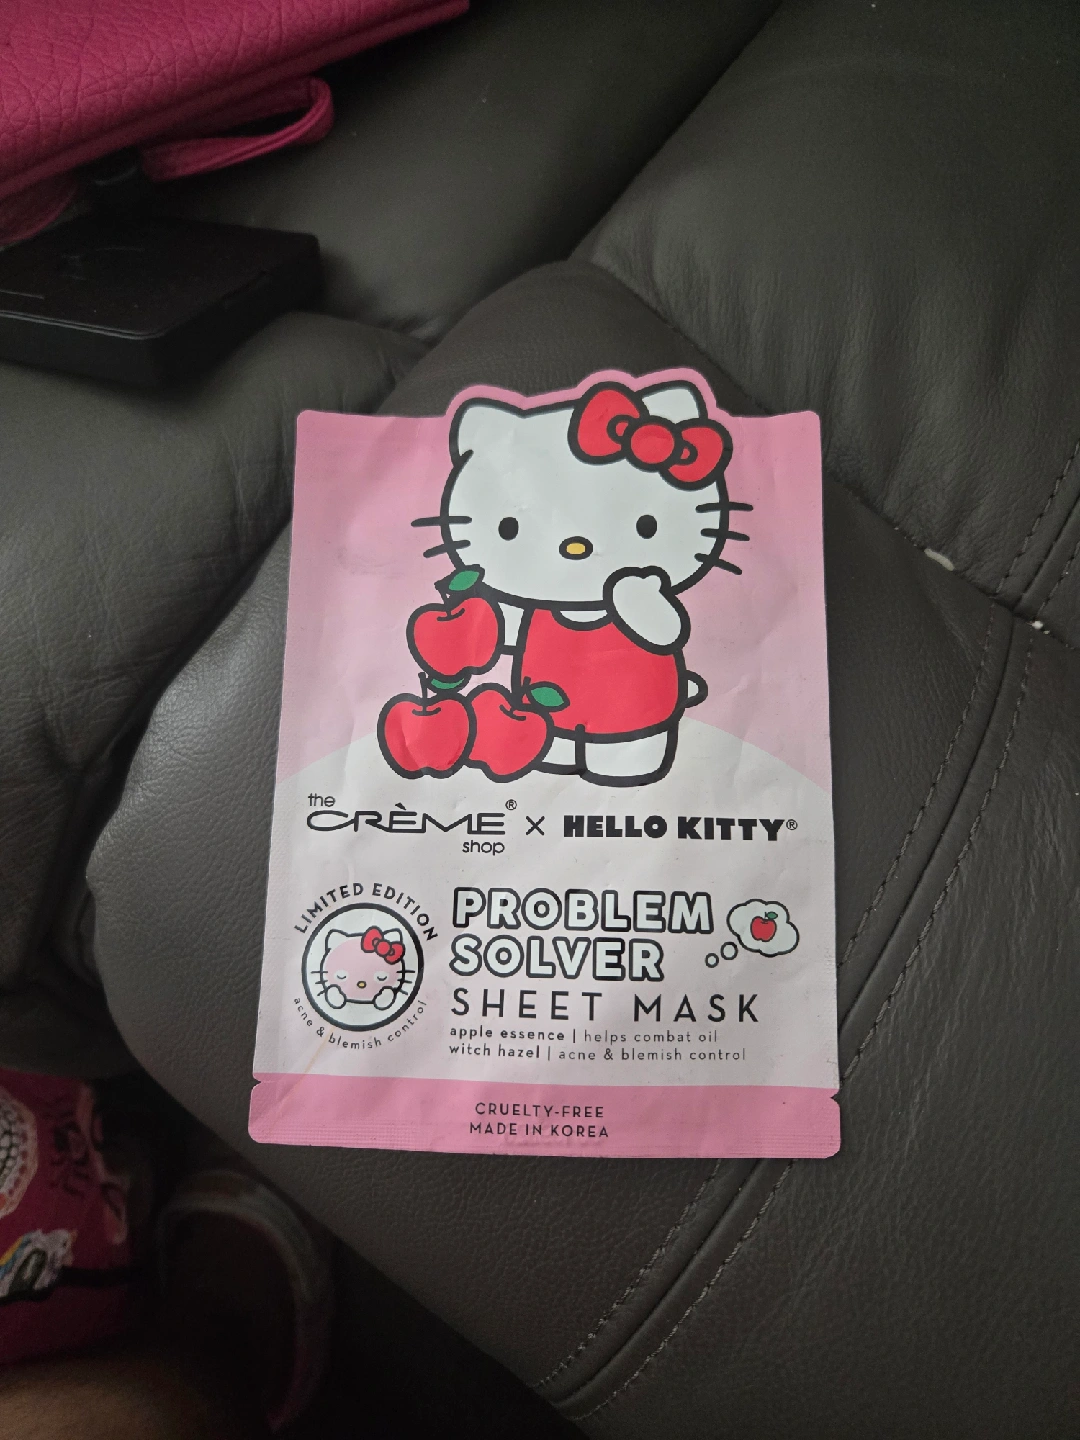 the
CRÈME® x HELLO KITTY®
shop
LIMITED EDITION
acne & blemish control
PROBLEM
SOLVER
SHEET MASK
apple essence | helps combat oil
witch hazel | acne & blemish control
CRUELTY-FREE
MADE IN KOREA